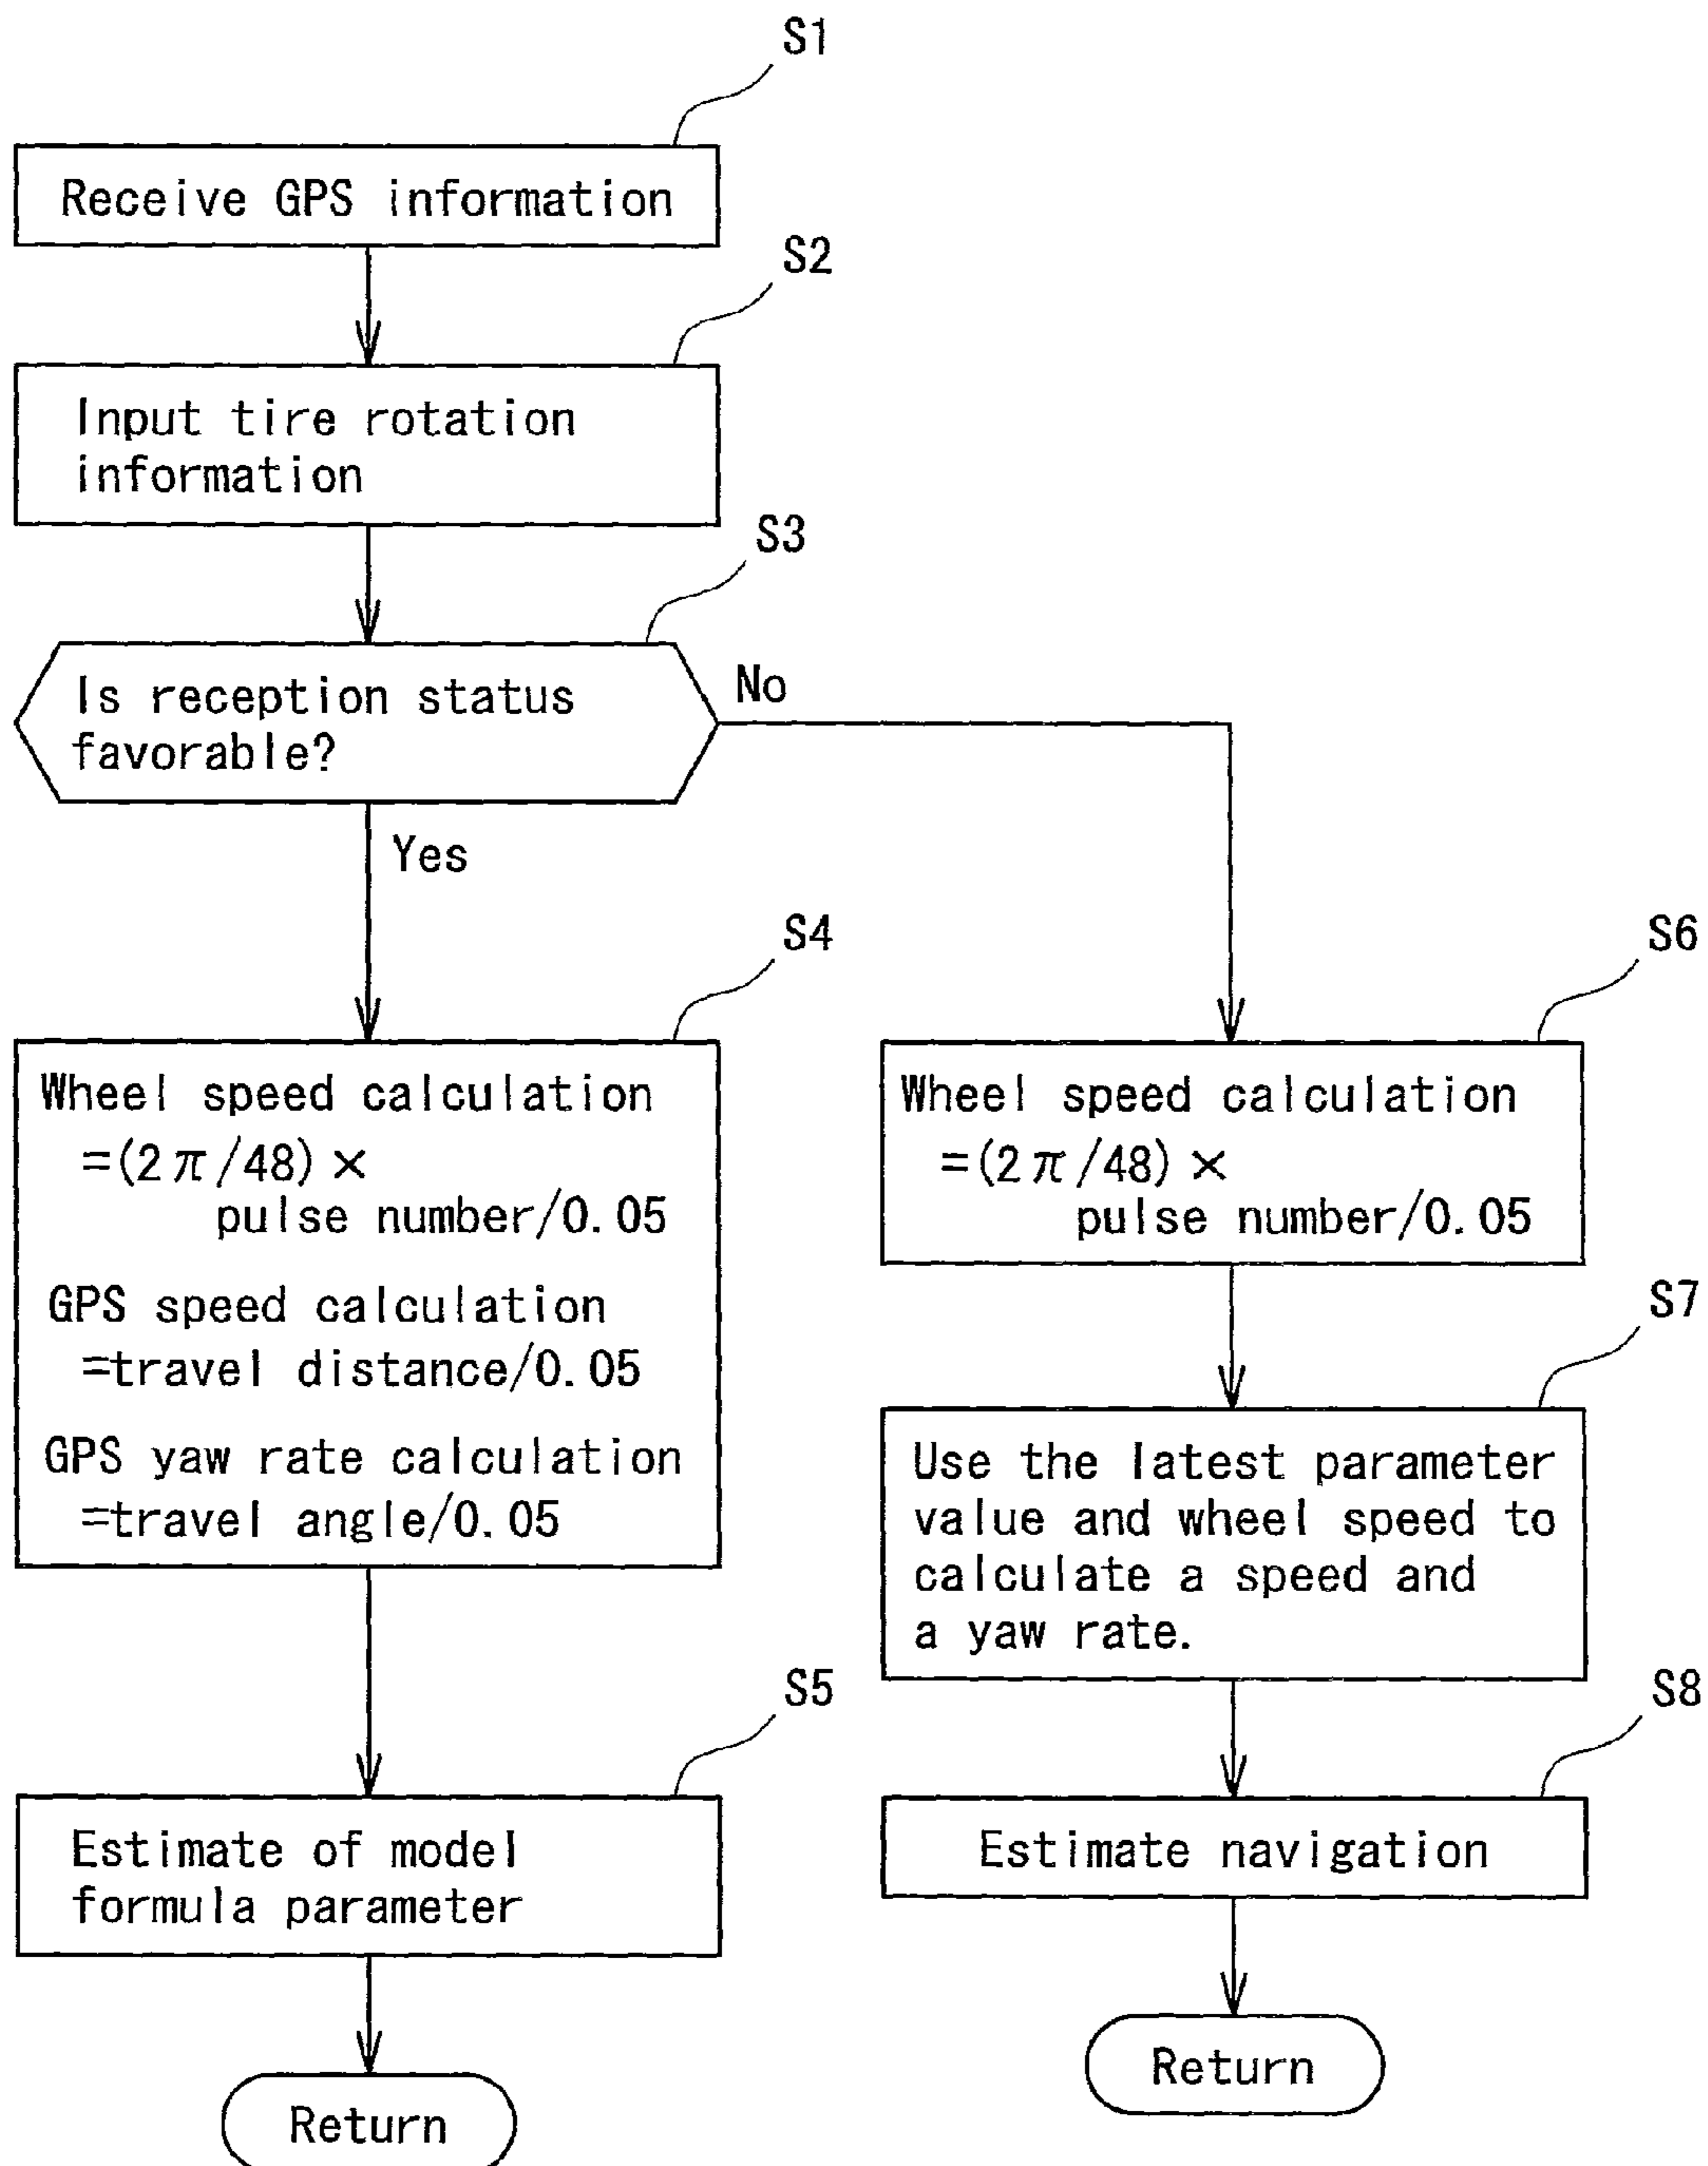 S1
Receive GPS information
S2
Input tire rotation
information
S3
Is reception status
favorable?
No
Yes
S4
Wheel speed calculation
=(2π/48)×
pulse number/0.05
GPS speed calculation
=travel distance/0.05
GPS yaw rate calculation
=travel angle/0.05
S5
Estimate of model
formula parameter
Return
S6
Wheel speed calculation
=(2π/48)×
pulse number/0.05
S7
Use the latest parameter
value and wheel speed to
calculate a speed and
a yaw rate.
S8
Estimate navigation
Return